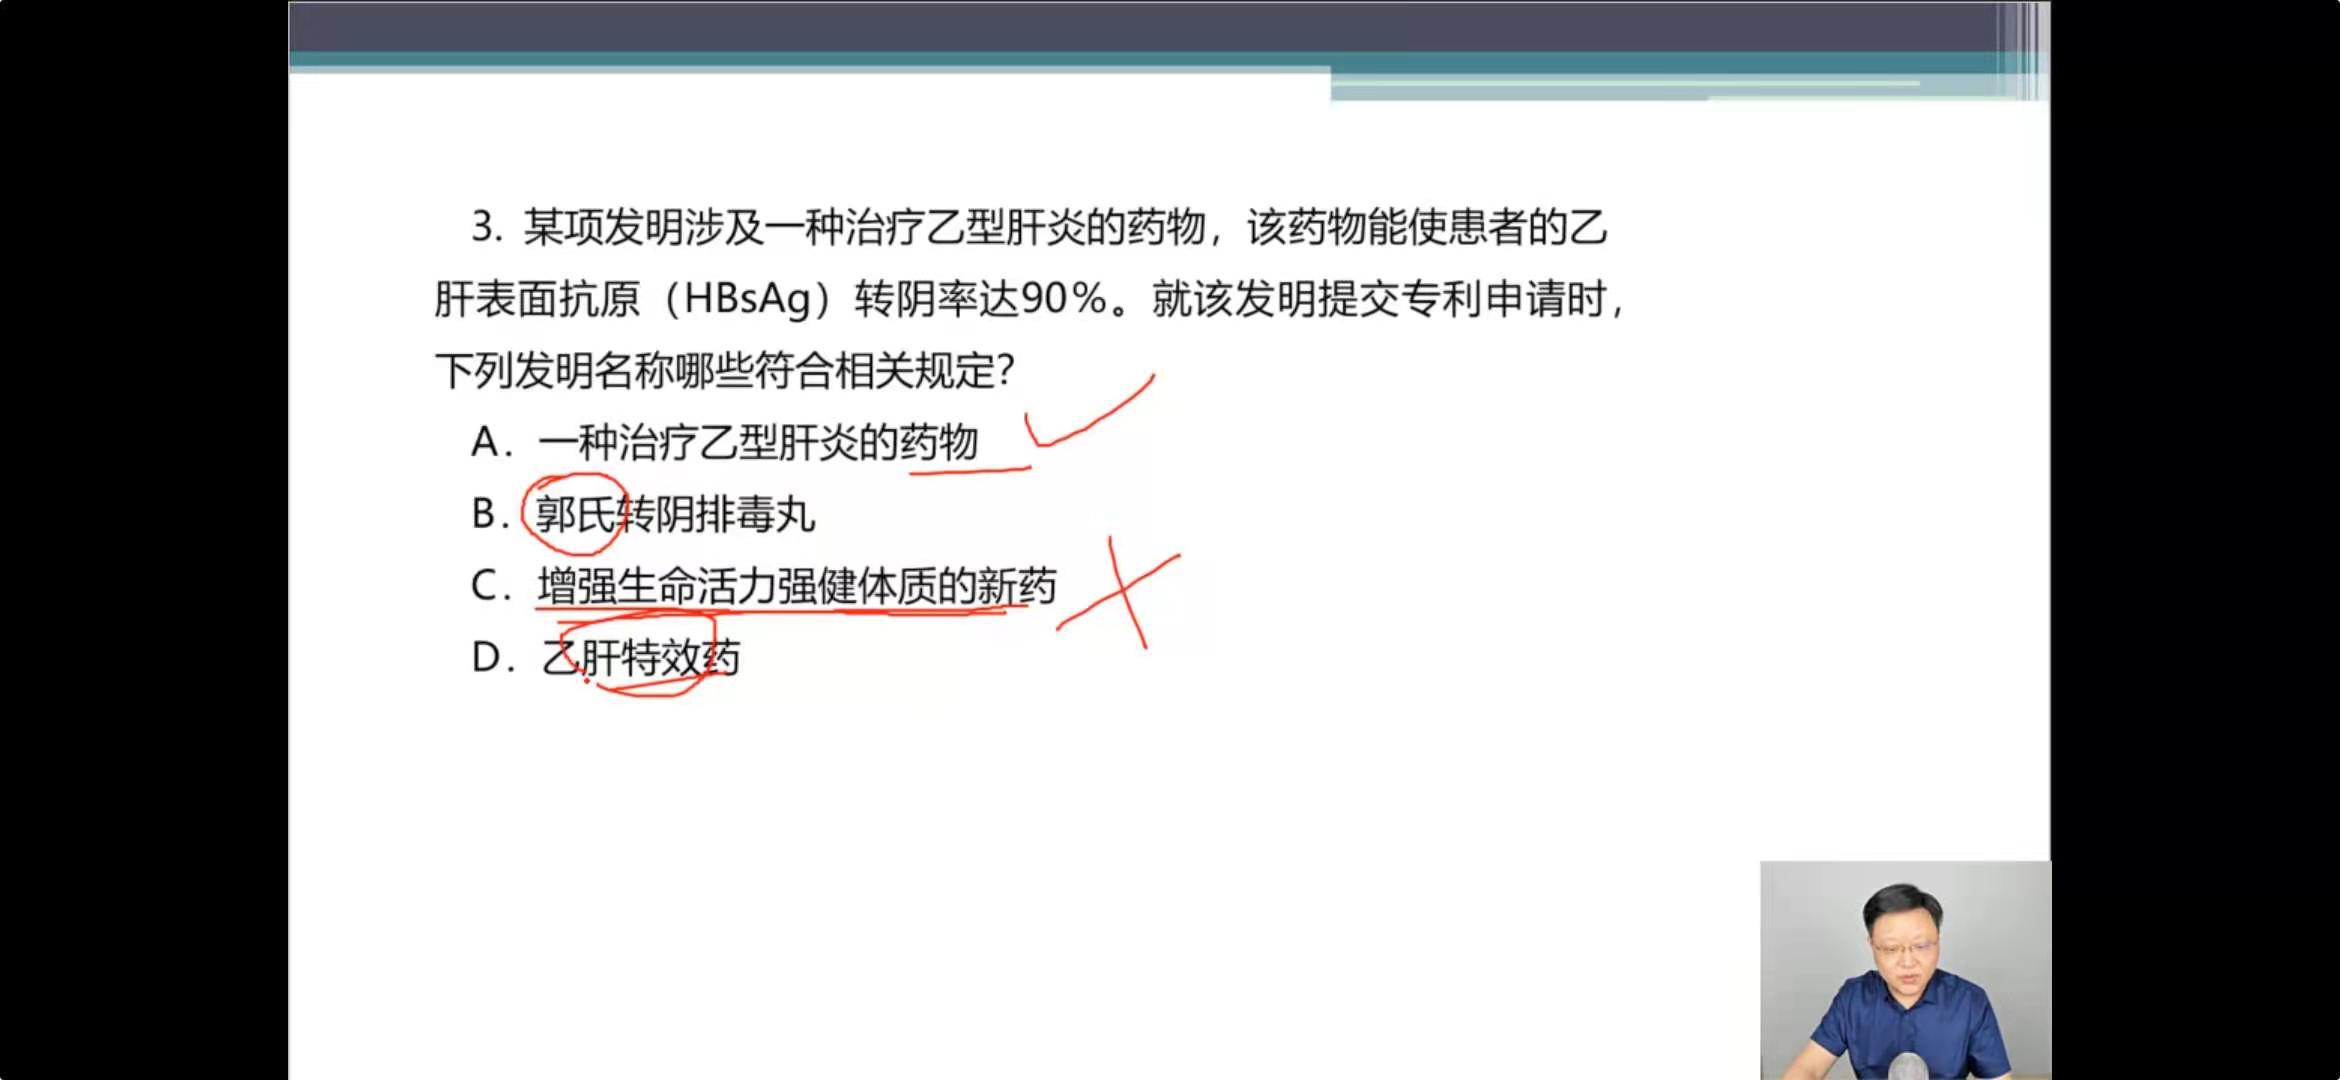 3. 某项发明涉及一种治疗乙型肝炎的药物，该药物能使患者的乙
肝表面抗原（HBsAg）转阴率达90%。就该发明提交专利申请时，
下列发明名称哪些符合相关规定？
A. 一种治疗乙型肝炎的药物
B. 郭氏转阴排毒丸
C. 增强生命活力强健体质的新药
D. 乙肝特效药